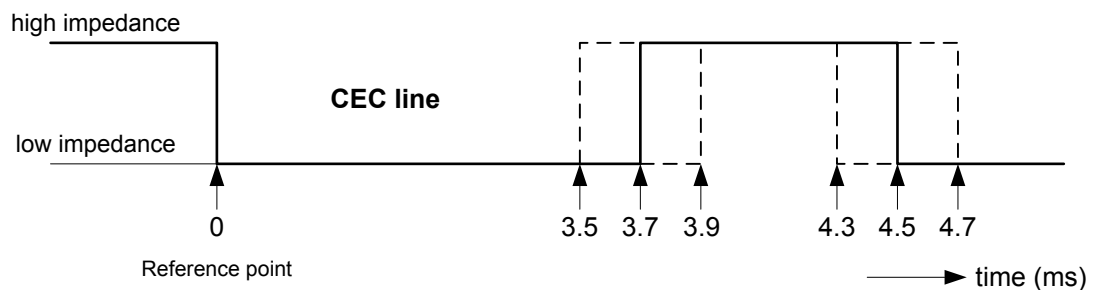 high impedance
CEC line
low impedance
0
3.5
3.7
3.9
4.3
4.5
4.7
Reference point
time (ms)